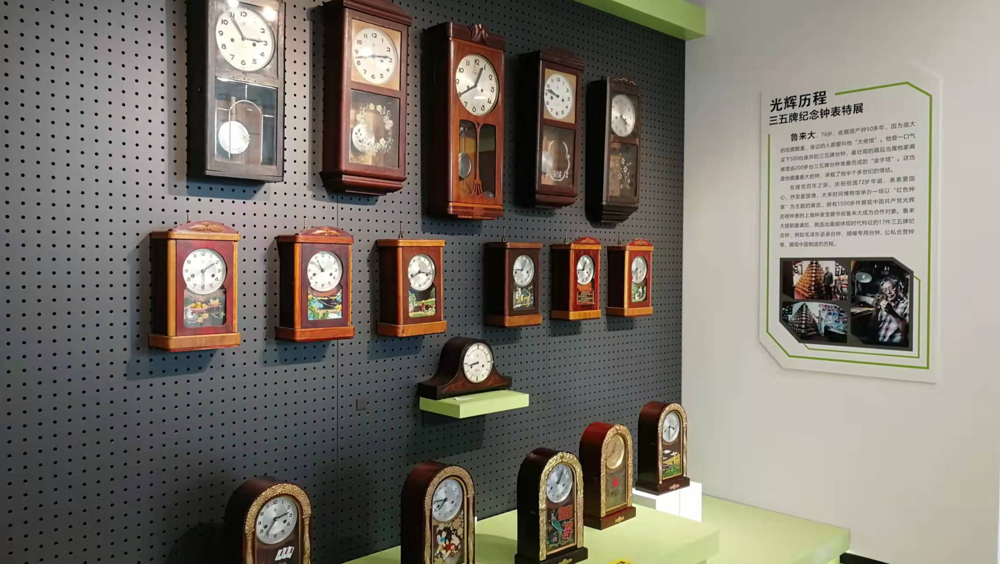 光辉历程
三五牌纪念钟表特展
鲁来大，76岁，收藏国产钟50多年，因为庞大
的收藏数量，身边的人都爱叫他“大佬馆”。他曾一口气
买下500台废弃的三五牌台钟，最壮观的藏品当属他家阁
楼里由200多台三五牌台钟堆叠而成的“金字塔”。这也
是他藏量最大的钟，承载了他半个多世纪的情结。
在建党百年之际，庆祝祖国72岁华诞，表表爱国
心，抒发爱国情，大来时间博物馆举办一场以“红色钟
表”为主题的展览，拥有1500多件展现中国共产党光辉
历程钟表的上海钟表宝藏爷叔鲁来大成为合作对象。鲁来
大接到邀请后，挑选出最能体现时代特征的17件三五牌纪
念钟，例如毛泽东语录台钟、婚嫁专用台钟、公私合营钟
等，展现中国制造的历程。